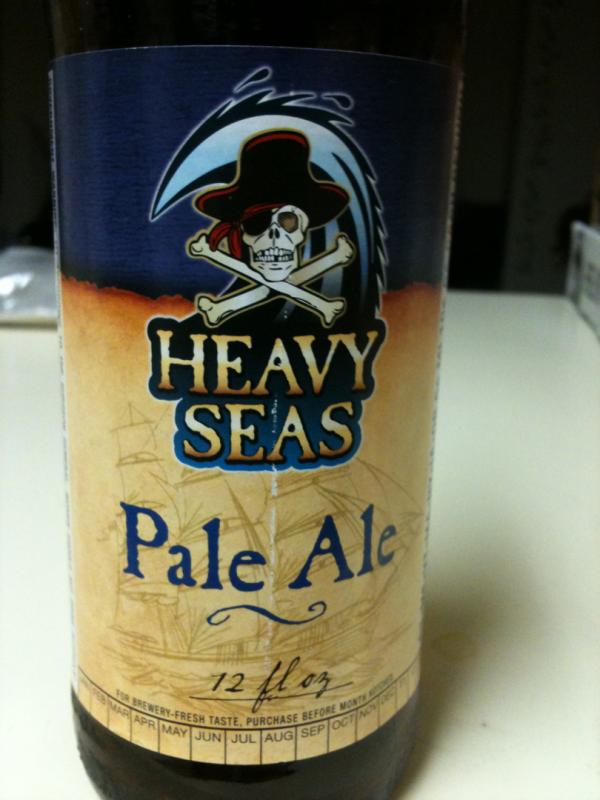 HEAVY
SEAS
Pale Ale
12 fl oz
FOR BREWERY-FRESH TASTE, PURCHASE BEFORE MONTH NOTCHED
FEB MAR APR MAY JUN JUL AUG SEP OCT NOV DEC